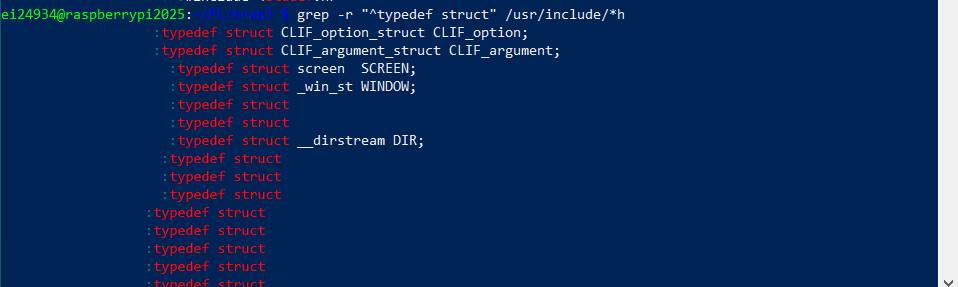 ei24934@raspberrypi2025: $ grep -r "^typedef struct" /usr/include/*h
:typedef struct CLIF_option_struct CLIF_option;
:typedef struct CLIF_argument_struct CLIF_argument;
:typedef struct screen  SCREEN;
:typedef struct _win_st WINDOW;
:typedef struct
:typedef struct
:typedef struct __dirstream DIR;
:typedef struct
:typedef struct
:typedef struct
:typedef struct
:typedef struct
:typedef struct
:typedef struct
:typedef struct